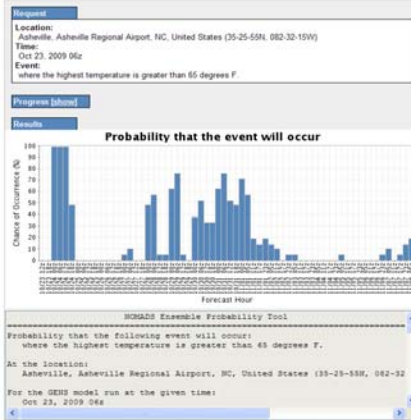 Request
Location:
Asheville, Asheville Regional Airport, NC, United States (35-25-55N, 082-32-15W)
Time:
Oct 23, 2009 06z
Event:
where the highest temperature is greater than 65 degrees F.
Progress [show]
Results
Probability that the event will occur
Chance of Occurrence (%)
100
90
80
70
60
50
40
30
20
10
0
Forecast Hour
NOMADS Ensemble Probability Tool
Probability that the following event will occur:
where the highest temperature is greater than 65 degrees F.
At the location:
Asheville, Asheville Regional Airport, NC, United States (35-25-55N, 082-32
For the GENS model run at the given time:
Oct 23, 2009 06z